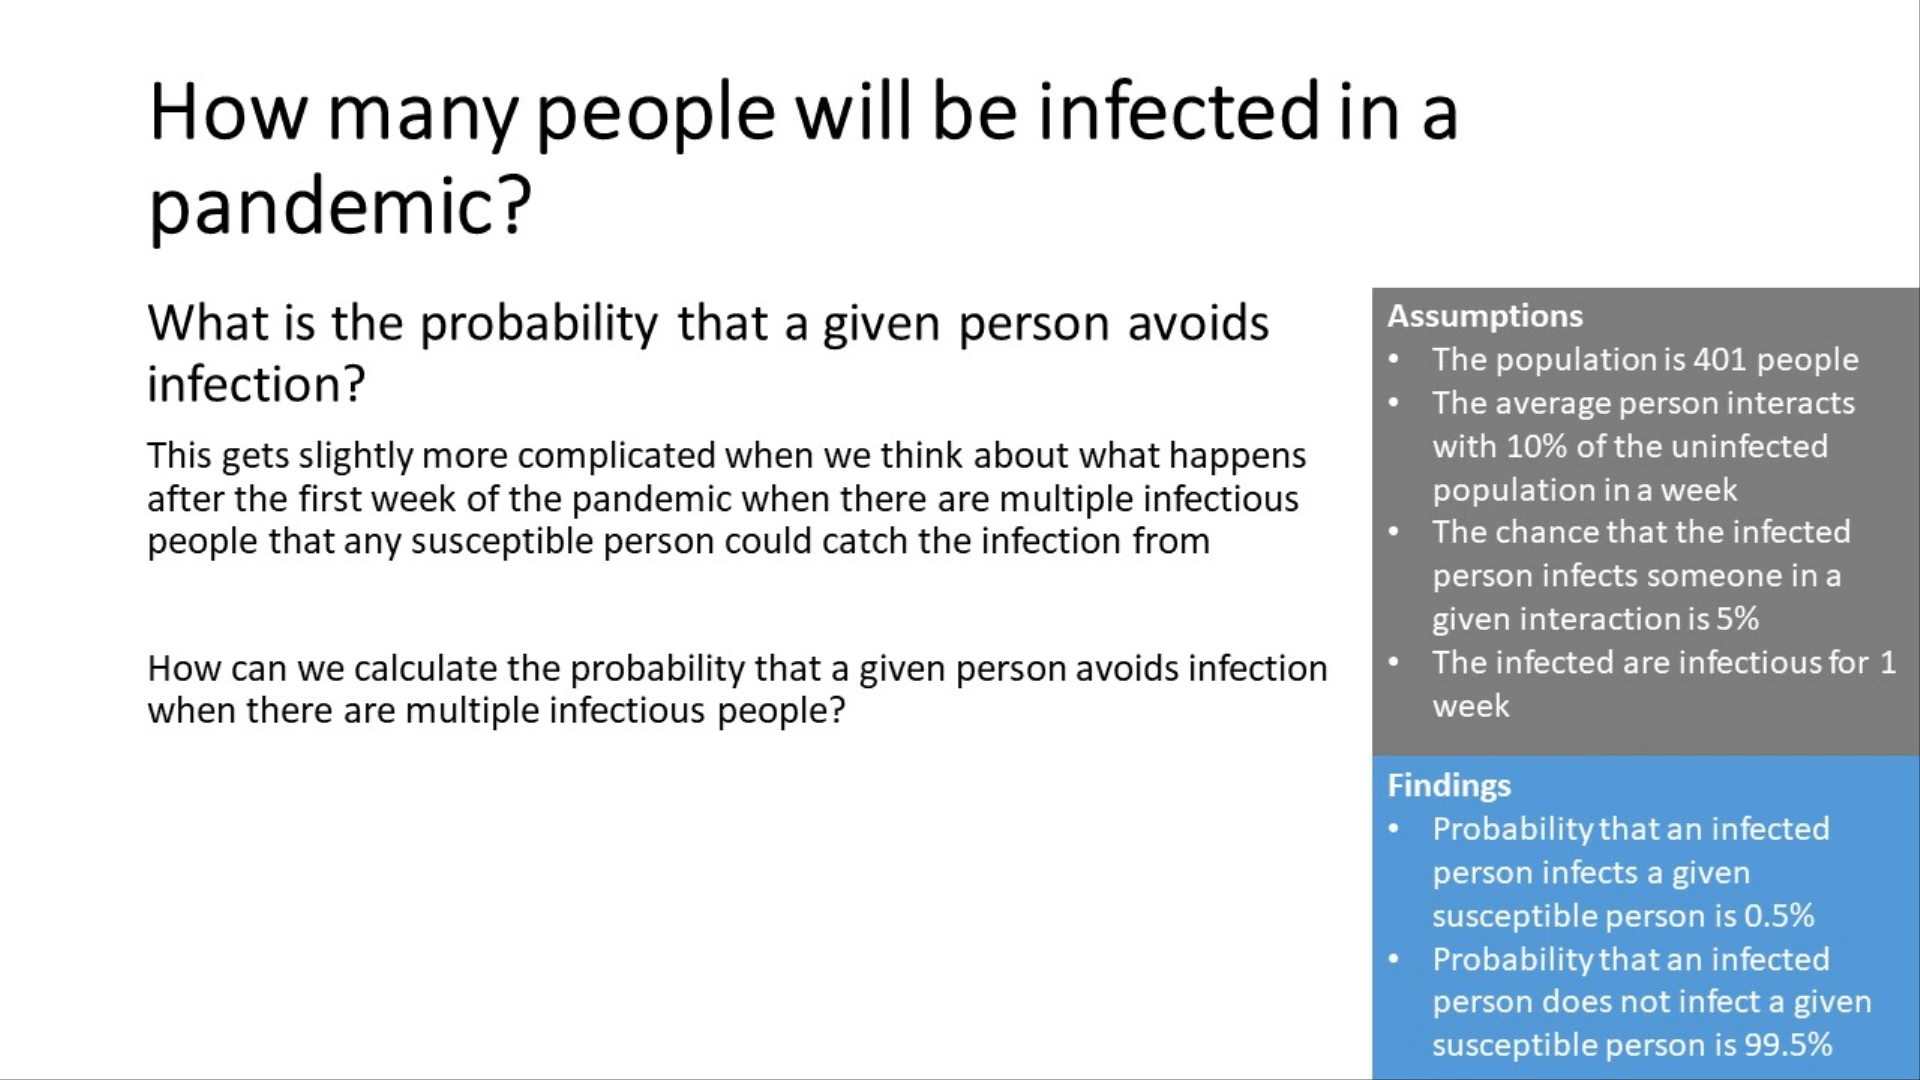 How many people will be infected in a
pandemic?
What is the probability that a given person avoids
infection?
This gets slightly more complicated when we think about what happens
after the first week of the pandemic when there are multiple infectious
people that any susceptible person could catch the infection from
How can we calculate the probability that a given person avoids infection
when there are multiple infectious people?
Assumptions
• The population is 401 people
• The average person interacts
with 10% of the uninfected
population in a week
• The chance that the infected
person infects someone in a
given interaction is 5%
• The infected are infectious for 1
week
Findings
• Probability that an infected
person infects a given
susceptible person is 0.5%
• Probability that an infected
person does not infect a given
susceptible person is 99.5%